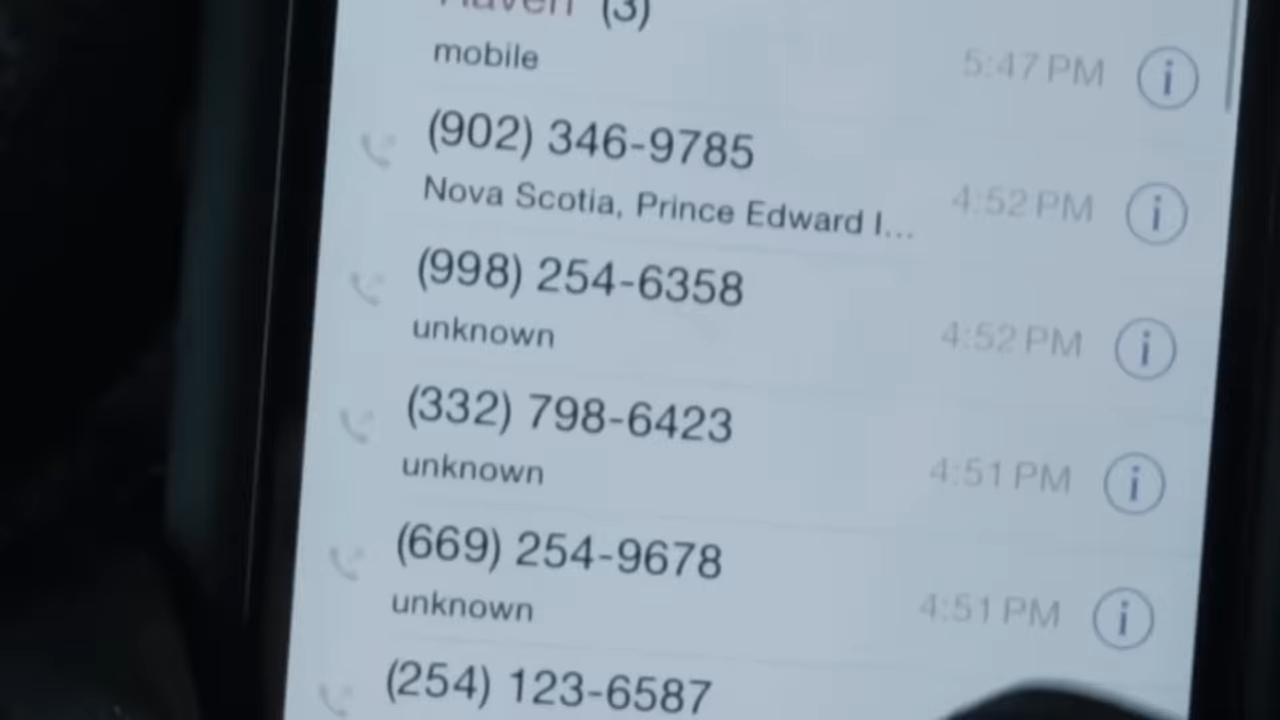 Haven (3)
mobile
5:47 PM
(902) 346-9785
Nova Scotia, Prince Edward I...
4:52 PM
(998) 254-6358
unknown
4:52 PM
(332) 798-6423
unknown
4:51 PM
(669) 254-9678
unknown
4:51 PM
(254) 123-6587